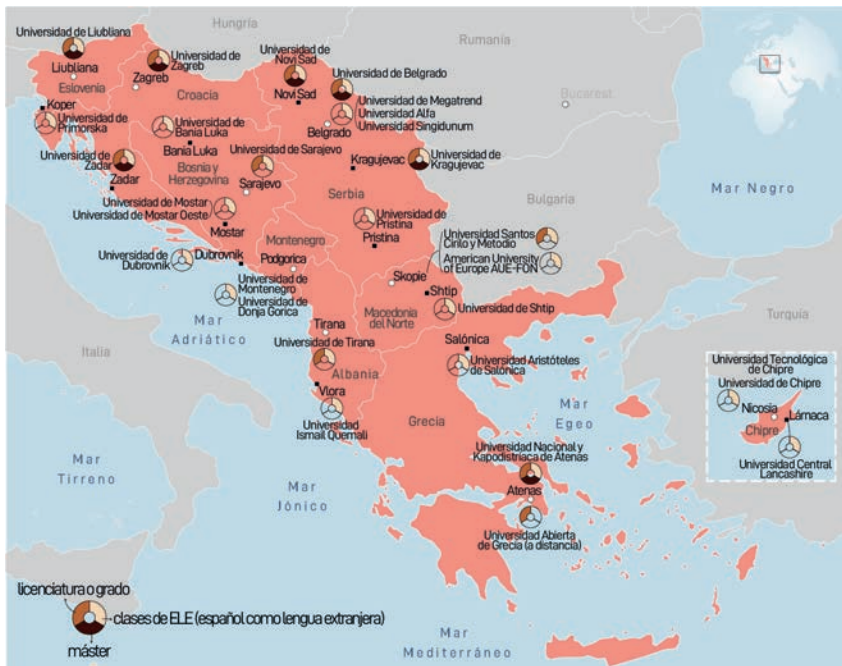 Hungría
Rumanía
Universidad de Liubliana
Liubliana
Eslovenia
Universidad de
Zagreb
Zagreb
Croacia
Universidad de
Novi Sad
Novi Sad
Universidad de Belgrado
Universidad de Megatrend
Universidad Alfa
Universidad Singidunum
Belgrado
Bucarest
Koper
Universidad de
Primorska
Universidad de
Bania Luka
Bania Luka
Universidad de
Zadar
Zadar
Bosnia y
Herzegovina
Universidad de Sarajevo
Sarajevo
Kragujevac
Universidad de
Kragujevac
Serbia
Mar Negro
Bulgaria
Universidad de Mostar
Universidad de Mostar Oeste
Mostar
Universidad de
Pristina
Pristina
Universidad Santos
Cirilo y Metodio
American University
of Europe AUE-FON
Universidad de
Dubrovnik
Dubrovnik
Montenegro
Podgorica
Skopie
Shtip
Universidad de Shtip
Universidad de
Montenegro
Universidad de
Donja Gorica
Macedonia
del Norte
Mar
Adriático
Italia
Tirana
Universidad de Tirana
Albania
Salónica
Universidad Aristóteles
de Salónica
Turquía
Vlora
Universidad
Ismail Quemali
Grecia
Mar
Egeo
Universidad Tecnológica
de Chipre
Universidad de Chipre
Nicosia
Lárnaca
Chipre
Universidad Central
Lancashire
Universidad Nacional y
Kapodistríaca de Atenas
Atenas
Universidad Abierta
de Grecia (a distancia)
Mar
Tirreno
Mar
Jónico
Mar
Mediterráneo
licenciatura o grado
clases de ELE (español como lengua extranjera)
máster